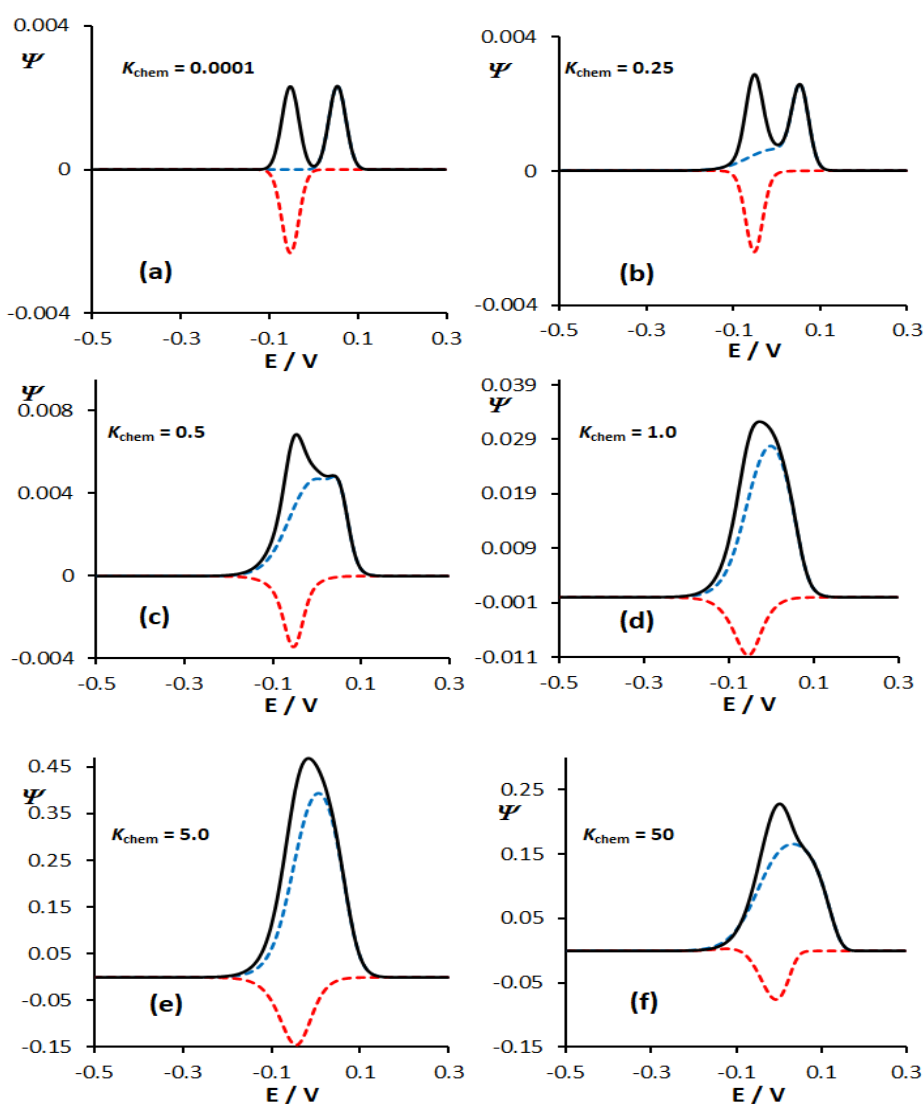 0.004
Ψ
K_chem = 0.0001
0
(a)
-0.004
-0.5 -0.3 -0.1 0.1 0.3
E / V
0.004
Ψ
K_chem = 0.25
0
(b)
-0.004
-0.5 -0.3 -0.1 0.1 0.3
E / V
Ψ
0.008
K_chem = 0.5
0.004
0
(c)
-0.004
-0.5 -0.3 -0.1 0.1 0.3
E / V
0.039
Ψ
K_chem = 1.0
0.029
0.019
0.009
-0.001
(d)
-0.011
-0.5 -0.3 -0.1 0.1 0.3
E / V
0.45
Ψ
0.35
K_chem = 5.0
0.25
0.15
0.05
(e)
-0.05
-0.15
-0.5 -0.3 -0.1 0.1 0.3
E / V
0.25
Ψ
K_chem = 50
0.15
0.05
(f)
-0.05
-0.15
-0.5 -0.3 -0.1 0.1 0.3
E / V